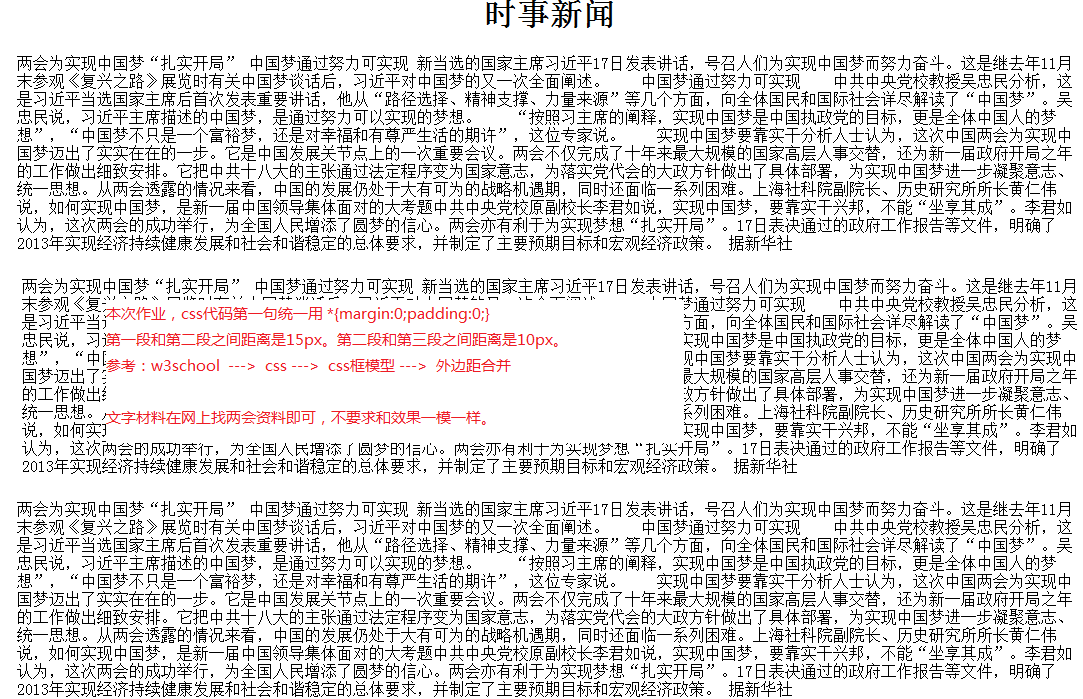 时事新闻
两会为实现中国梦“扎实开局” 中国梦通过努力可实现 新当选的国家主席习近平17日发表讲话，号召人们为实现中国梦而努力奋斗。这是继去年11月
末参观《复兴之路》展览时有关中国梦谈话后，习近平对中国梦的又一次全面阐述。　　中国梦通过努力可实现　　中共中央党校教授吴忠民分析，这
是习近平当选国家主席后首次发表重要讲话，他从“路径选择、精神支撑、力量来源”等几个方面，向全体国民和国际社会详尽解读了“中国梦”。吴
忠民说，习近平主席描述的中国梦，是通过努力可以实现的梦想。　　“按照习主席的阐释，实现中国梦是中国执政党的目标，更是全体中国人的梦
想”，“中国梦不只是一个富裕梦，还是对幸福和有尊严生活的期许”，这位专家说。　　实现中国梦要靠实干分析人士认为，这次中国两会为实现中
国梦迈出了实实在在的一步。它是中国发展关节点上的一次重要会议。两会不仅完成了十年来最大规模的国家高层人事交替，还为新一届政府开局之年
的工作做出细致安排。它把中共十八大的主张通过法定程序变为国家意志，为落实党代会的大政方针做出了具体部署，为实现中国梦进一步凝聚意志、
统一思想。从两会透露的情况来看，中国的发展仍处于大有可为的战略机遇期，同时还面临一系列困难。上海社科院副院长、历史研究所所长黄仁伟
说，如何实现中国梦，是新一届中国领导集体面对的大考题中共中央党校原副校长李君如说，实现中国梦，要靠实干兴邦，不能“坐享其成”。李君如
认为，这次两会的成功举行，为全国人民增添了圆梦的信心。两会亦有利于为实现梦想“扎实开局”。17日表决通过的政府工作报告等文件，明确了
2013年实现经济持续健康发展和社会和谐稳定的总体要求，并制定了主要预期目标和宏观经济政策。 据新华社
两会为实现中国梦“扎实开局” 中国梦通过努力可实现 新当选的国家主席习近平17日发表讲话，号召人们为实现中国梦而努力奋斗。这是继去年11月
末参观《复 梦通过努力可实现　　中共中央党校教授吴忠民分析，这
本次作业，css代码第一句统一用 *{margin:0;padding:0;}
是习近平当 方面，向全体国民和国际社会详尽解读了“中国梦”。吴
忠民说，习 实现中国梦是中国执政党的目标，更是全体中国人的梦
第一段和第二段之间距离是15px。第二段和第三段之间距离是10px。
想”，“中 现中国梦要靠实干分析人士认为，这次中国两会为实现中
参考：w3school ---> css ---> css框模型 ---> 外边距合并
国梦迈出了 最大规模的国家高层人事交替，还为新一届政府开局之年
的工作做出 政方针做出了具体部署，为实现中国梦进一步凝聚意志、
统一思想。 系列困难。上海社科院副院长、历史研究所所长黄仁伟
文字材料在网上找两会资料即可，不要求和效果一模一样。
说，如何实 实现中国梦，要靠实干兴邦，不能“坐享其成”。李君如
认为，这次两会的成功举行，为全国人民增添了圆梦的信心。两会亦有利于为实现梦想“扎实开局”。17日表决通过的政府工作报告等文件，明确了
2013年实现经济持续健康发展和社会和谐稳定的总体要求，并制定了主要预期目标和宏观经济政策。 据新华社
两会为实现中国梦“扎实开局” 中国梦通过努力可实现 新当选的国家主席习近平17日发表讲话，号召人们为实现中国梦而努力奋斗。这是继去年11月
末参观《复兴之路》展览时有关中国梦谈话后，习近平对中国梦的又一次全面阐述。　　中国梦通过努力可实现　　中共中央党校教授吴忠民分析，这
是习近平当选国家主席后首次发表重要讲话，他从“路径选择、精神支撑、力量来源”等几个方面，向全体国民和国际社会详尽解读了“中国梦”。吴
忠民说，习近平主席描述的中国梦，是通过努力可以实现的梦想。　　“按照习主席的阐释，实现中国梦是中国执政党的目标，更是全体中国人的梦
想”，“中国梦不只是一个富裕梦，还是对幸福和有尊严生活的期许”，这位专家说。　　实现中国梦要靠实干分析人士认为，这次中国两会为实现中
国梦迈出了实实在在的一步。它是中国发展关节点上的一次重要会议。两会不仅完成了十年来最大规模的国家高层人事交替，还为新一届政府开局之年
的工作做出细致安排。它把中共十八大的主张通过法定程序变为国家意志，为落实党代会的大政方针做出了具体部署，为实现中国梦进一步凝聚意志、
统一思想。从两会透露的情况来看，中国的发展仍处于大有可为的战略机遇期，同时还面临一系列困难。上海社科院副院长、历史研究所所长黄仁伟
说，如何实现中国梦，是新一届中国领导集体面对的大考题中共中央党校原副校长李君如说，实现中国梦，要靠实干兴邦，不能“坐享其成”。李君如
认为，这次两会的成功举行，为全国人民增添了圆梦的信心。两会亦有利于为实现梦想“扎实开局”。17日表决通过的政府工作报告等文件，明确了
2013年实现经济持续健康发展和社会和谐稳定的总体要求，并制定了主要预期目标和宏观经济政策。 据新华社